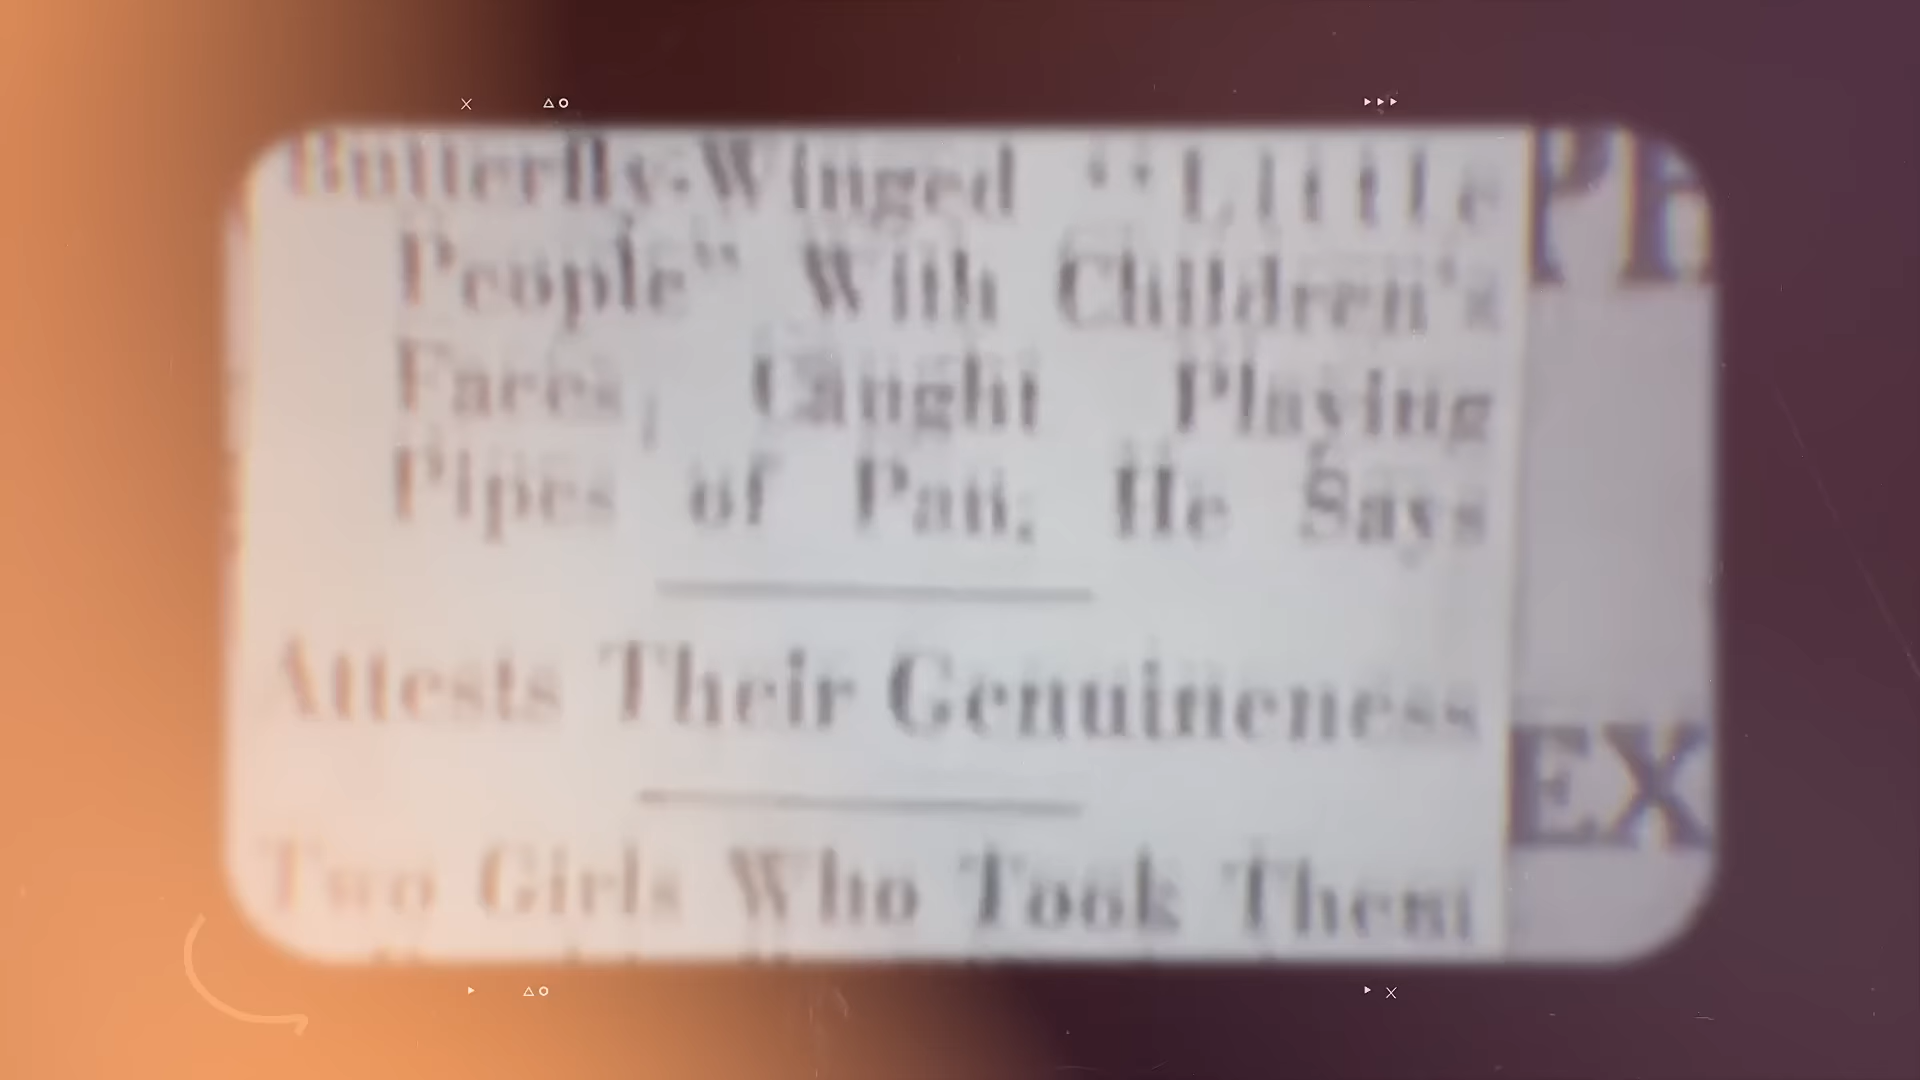 Butterfly-Winged "Little
People" With Children's
Faces, Caught Playing
Pipes of Pan, He Says
Attests Their Genuineness
Two Girls Who Took Them
PH
EX